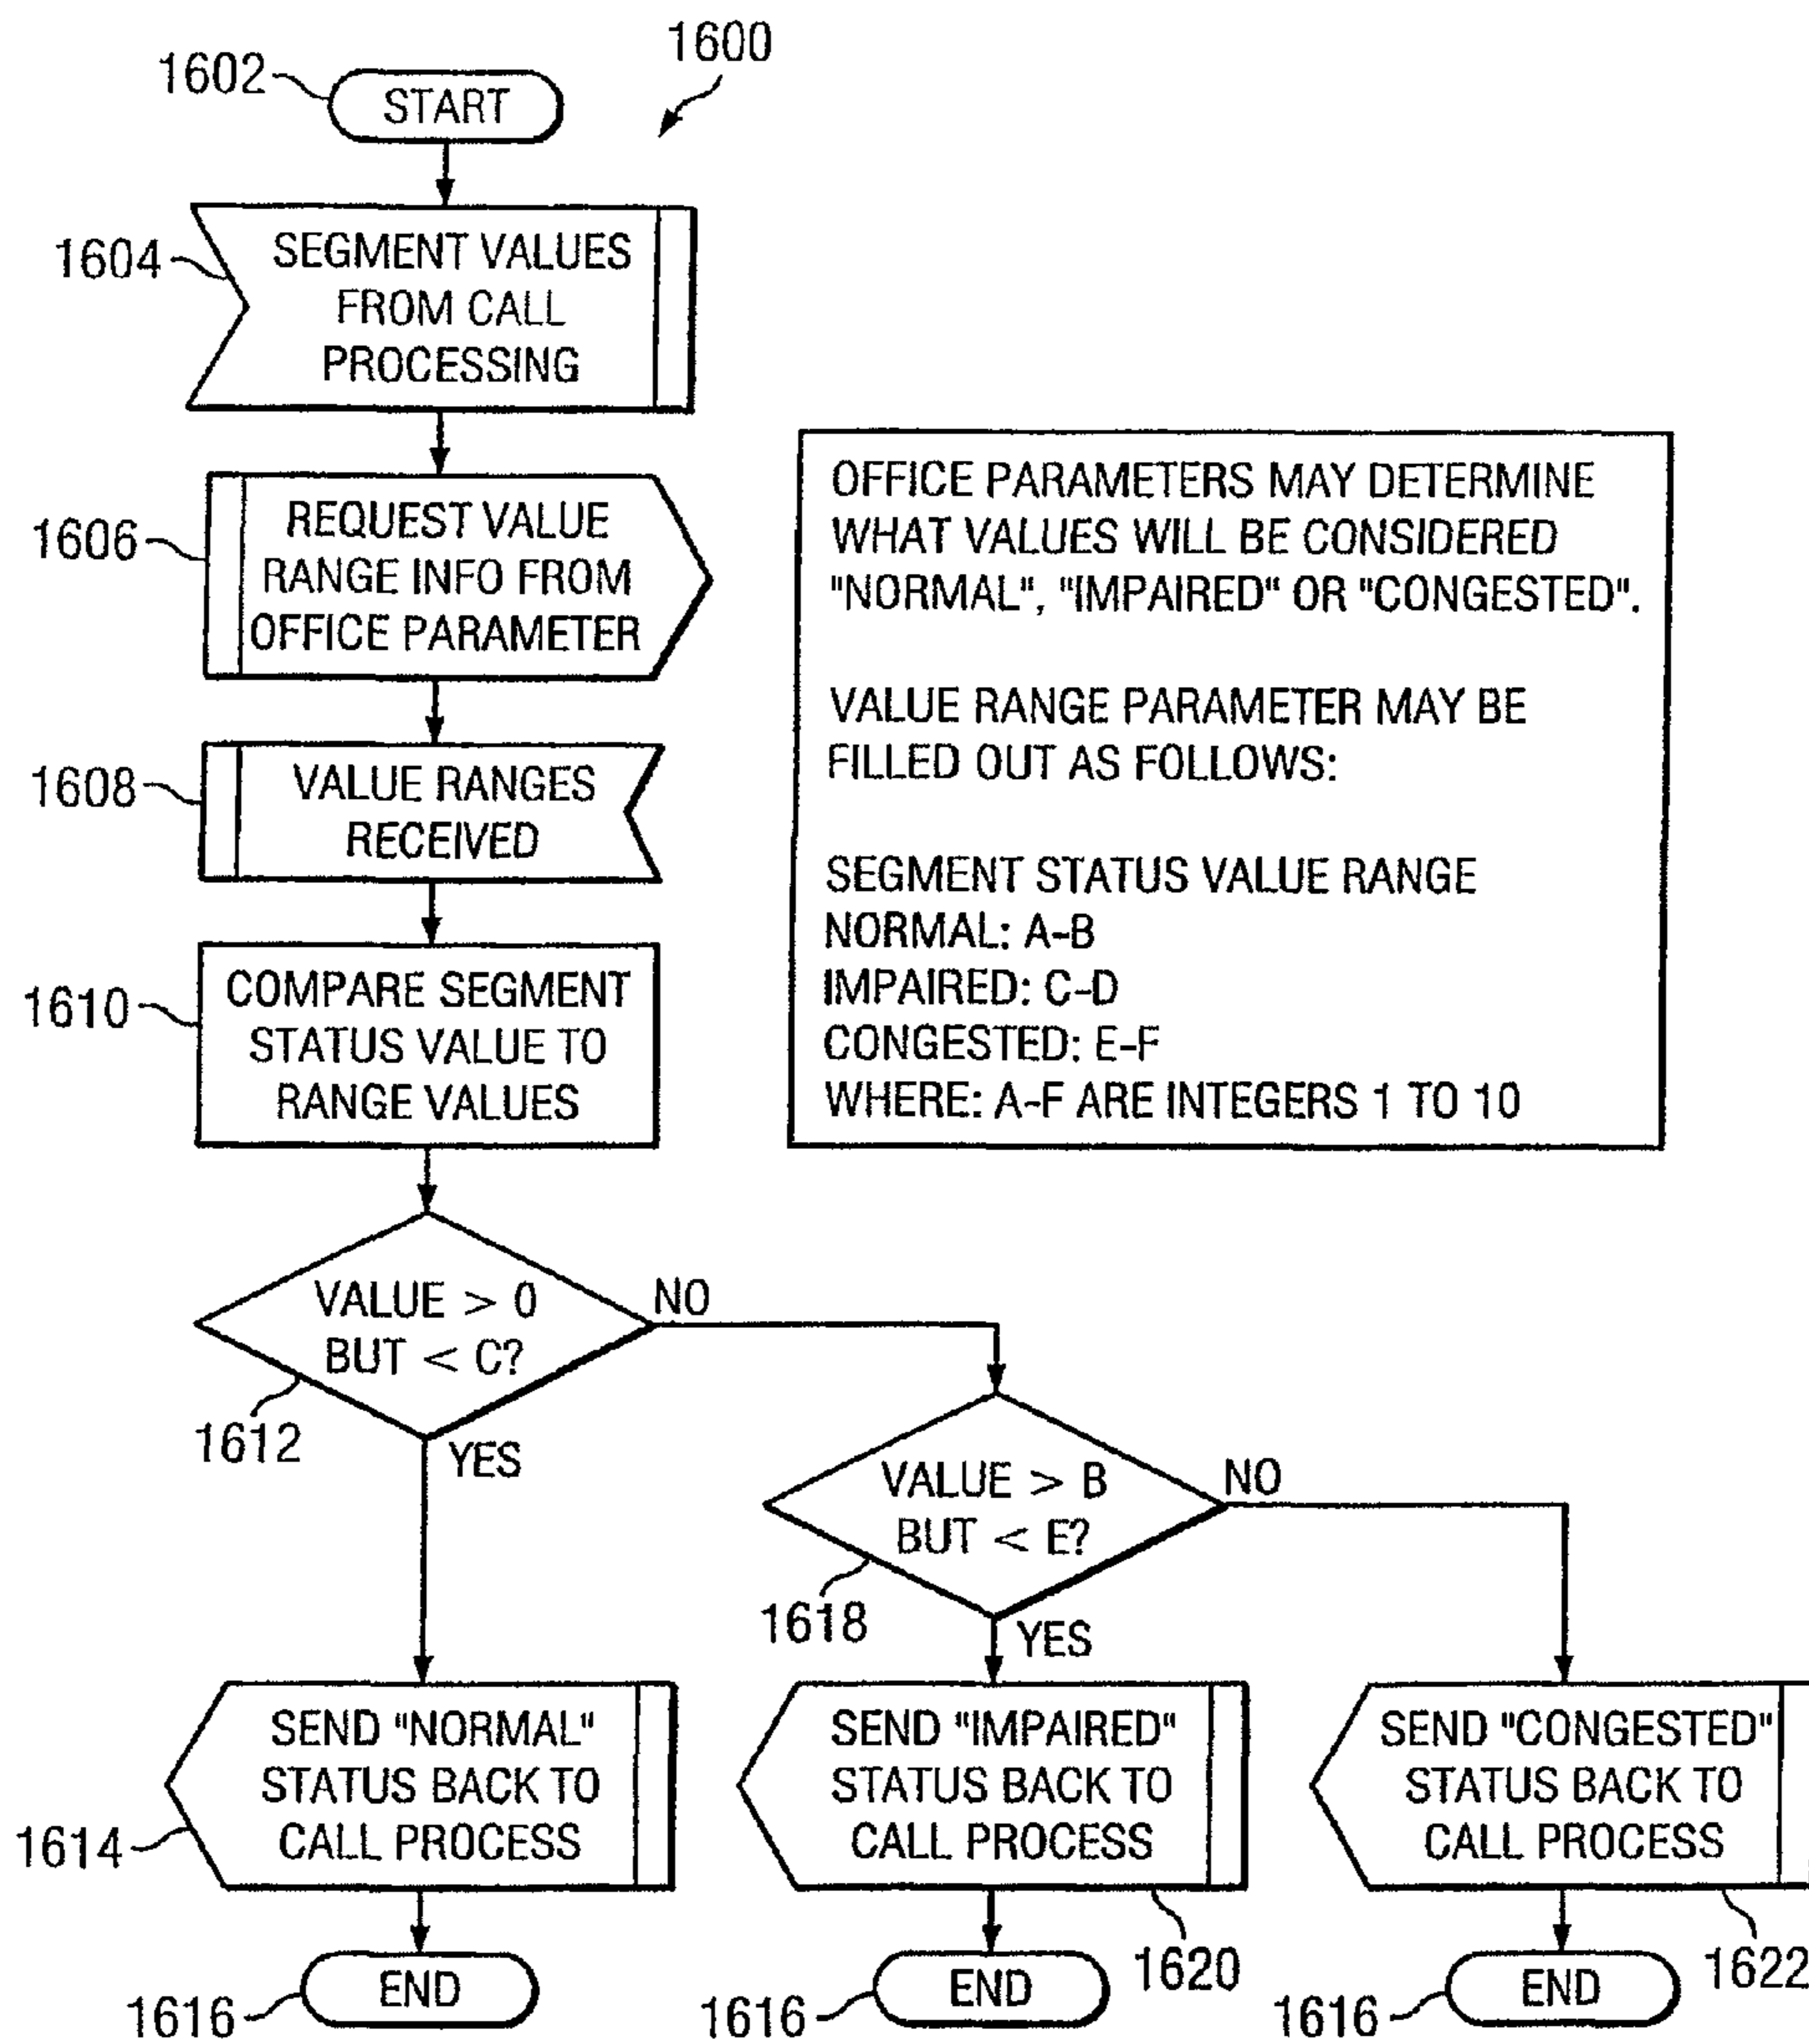 1600
1602
START
1604
SEGMENT VALUES
FROM CALL
PROCESSING
1606
REQUEST VALUE
RANGE INFO FROM
OFFICE PARAMETER
1608
VALUE RANGES
RECEIVED
1610
COMPARE SEGMENT
STATUS VALUE TO
RANGE VALUES
OFFICE PARAMETERS MAY DETERMINE
WHAT VALUES WILL BE CONSIDERED
"NORMAL", "IMPAIRED" OR "CONGESTED".
VALUE RANGE PARAMETER MAY BE
FILLED OUT AS FOLLOWS:
SEGMENT STATUS VALUE RANGE
NORMAL: A-B
IMPAIRED: C-D
CONGESTED: E-F
WHERE: A-F ARE INTEGERS 1 TO 10
VALUE > 0
BUT < C?
NO
1612
YES
VALUE > B
BUT < E?
NO
1618
YES
SEND "NORMAL"
STATUS BACK TO
CALL PROCESS
1614
SEND "IMPAIRED"
STATUS BACK TO
CALL PROCESS
1620
SEND "CONGESTED"
STATUS BACK TO
CALL PROCESS
1622
END
1616
END
1616
END
1616